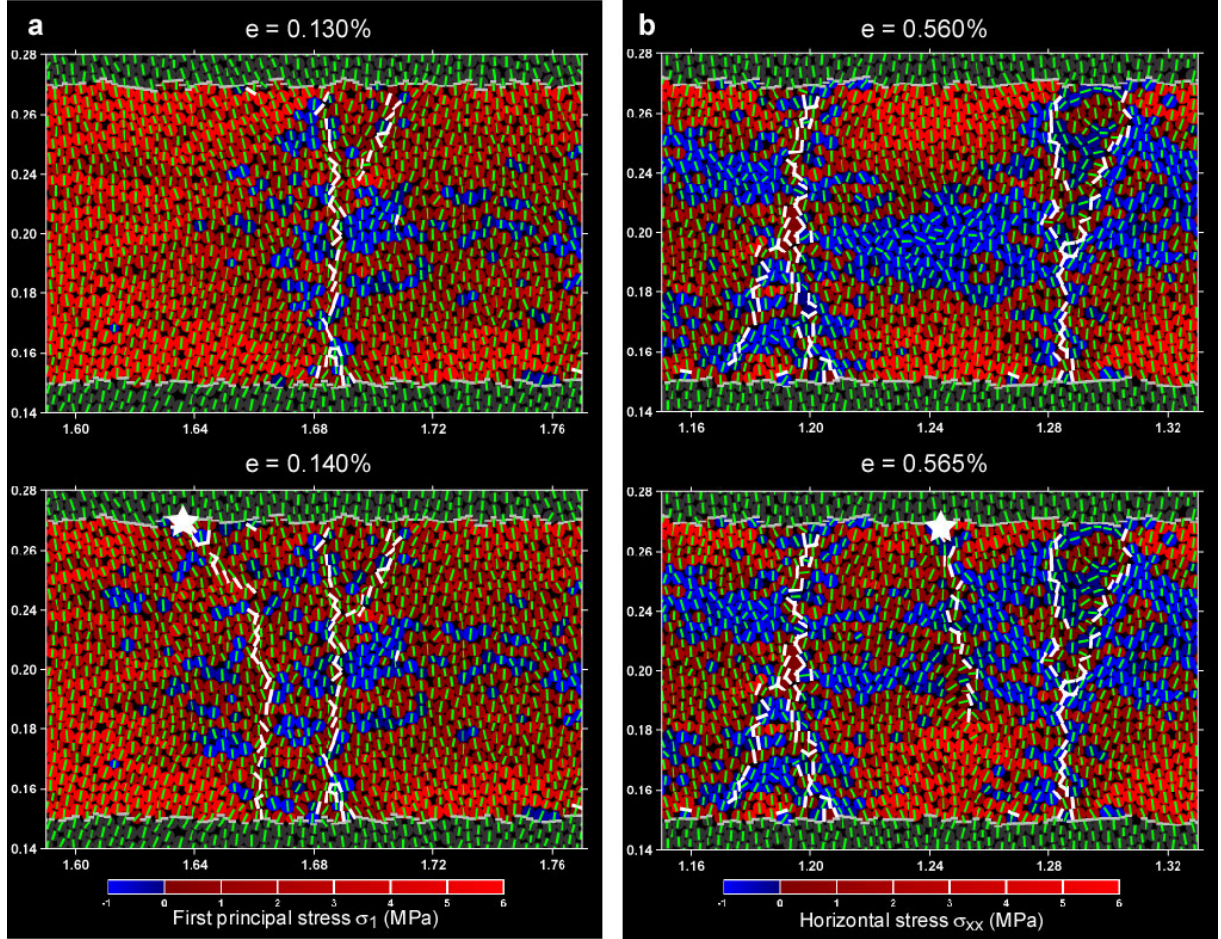 a
e = 0.130%
0.28
0.26
0.24
0.22
0.20
0.18
0.16
0.14
1.60 1.64 1.68 1.72 1.76
e = 0.140%
0.28
0.26
0.24
0.22
0.20
0.18
0.16
0.14
1.60 1.64 1.68 1.72 1.76
-1 0 1 2 3 4 5 6
First principal stress σ1 (MPa)
b
e = 0.560%
0.28
0.26
0.24
0.22
0.20
0.18
0.16
0.14
1.16 1.20 1.24 1.28 1.32
e = 0.565%
0.28
0.26
0.24
0.22
0.20
0.18
0.16
0.14
1.16 1.20 1.24 1.28 1.32
-1 0 1 2 3 4 5 6
Horizontal stress σxx (MPa)